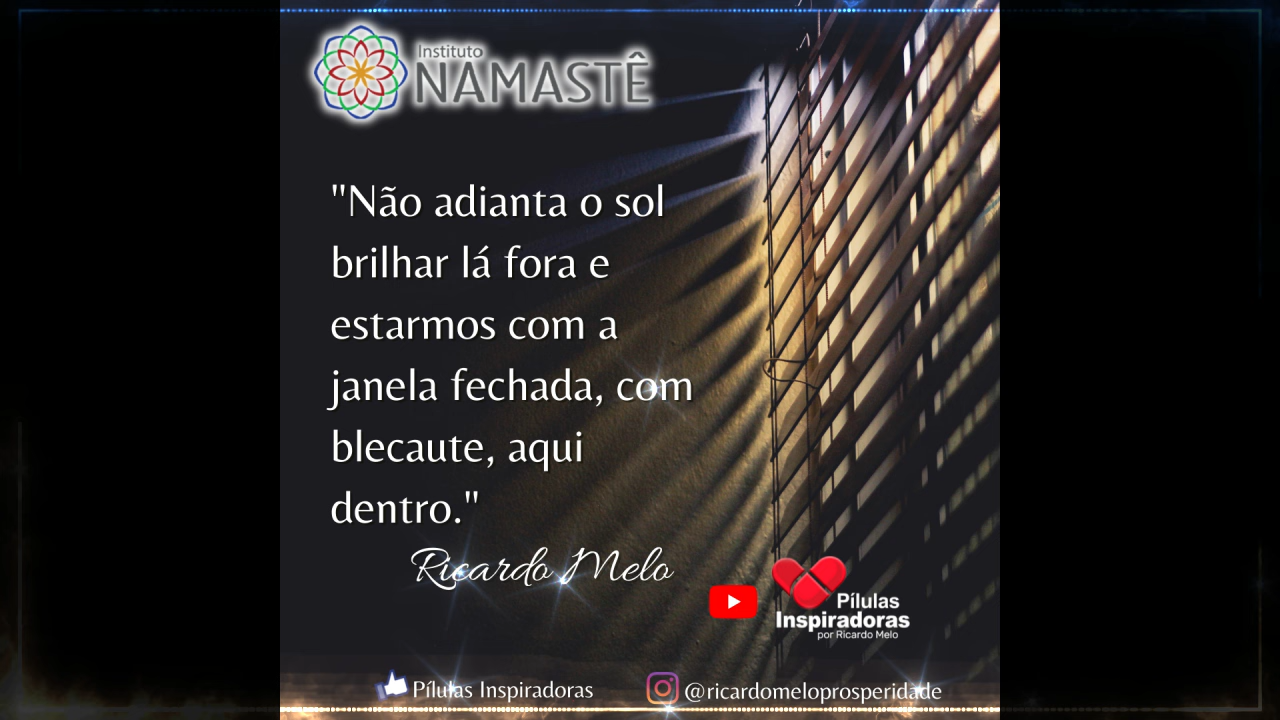 Instituto
NAMASTÊ
"Não adianta o sol
brilhar lá fora e
estarmos com a
janela fechada, com
blecaute, aqui
dentro."
Ricardo Melo
Pílulas
Inspiradoras
por Ricardo Melo
Pílulas Inspiradoras
@ricardomeloprosperidade